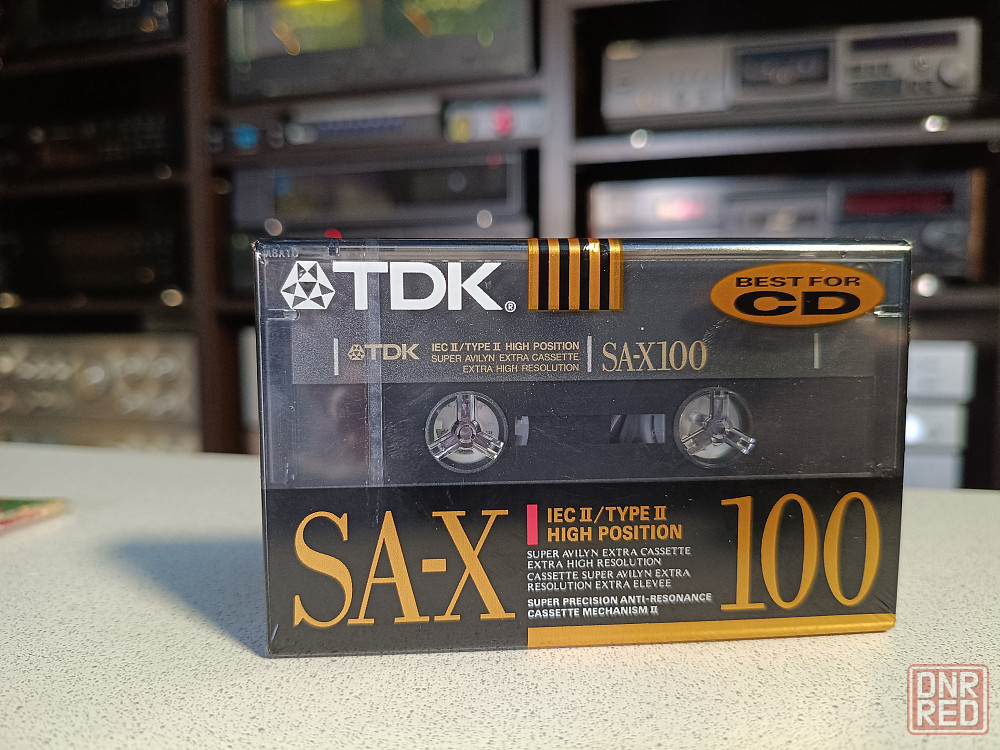 TDK®
BEST FOR
CD
TDK
IEC II/TYPE II HIGH POSITION
SUPER AVILYN EXTRA CASSETTE
EXTRA HIGH RESOLUTION
SA-X100
SA-X
IEC II/TYPE II
HIGH POSITION
SUPER AVILYN EXTRA CASSETTE
EXTRA HIGH RESOLUTION
CASSETTE SUPER AVILYN EXTRA
RESOLUTION EXTRA ELEVEE
SUPER PRECISION ANTI-RESONANCE
CASSETTE MECHANISM II
100
DNR
RED